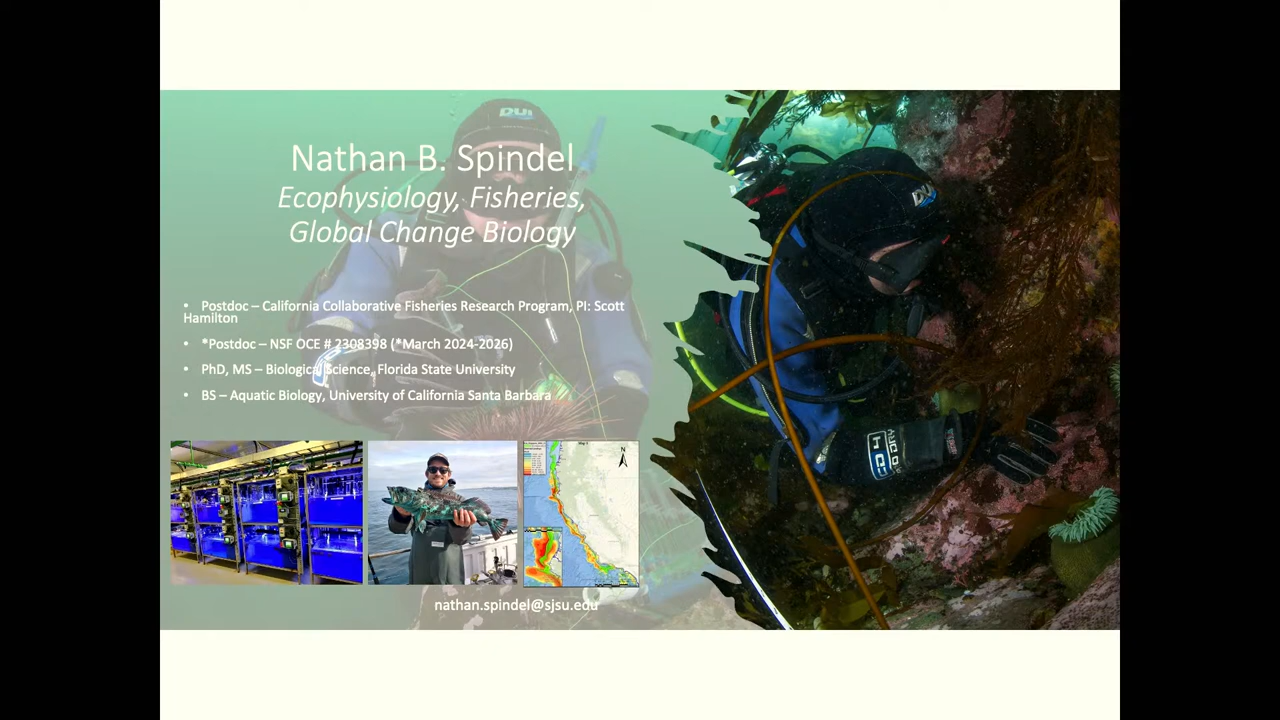 Nathan B. Spindel
Ecophysiology, Fisheries,
Global Change Biology
• Postdoc – California Collaborative Fisheries Research Program, PI: Scott
Hamilton
• *Postdoc – NSF OCE # 2308398 (*March 2024-2026)
• PhD, MS – Biological Science, Florida State University
• BS – Aquatic Biology, University of California Santa Barbara
nathan.spindel@sjsu.edu
DUI
DUI
N